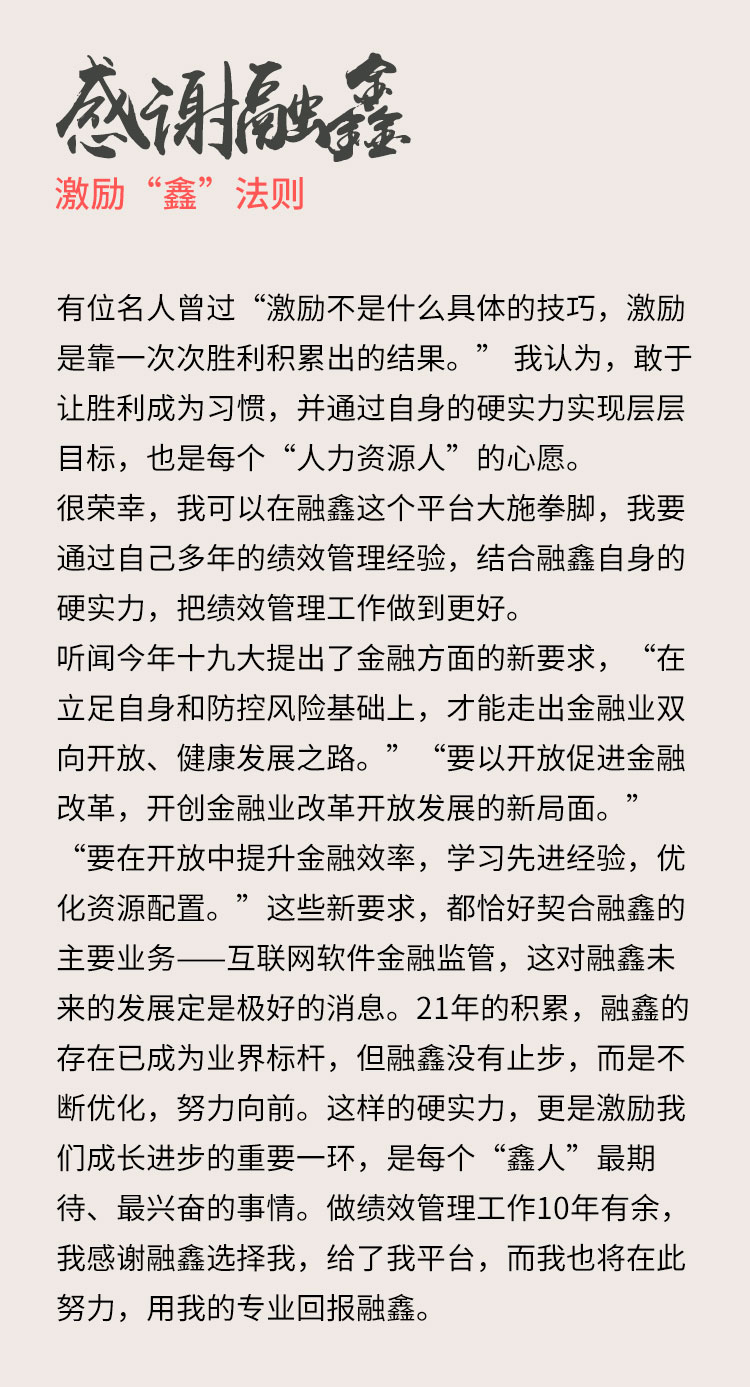 感谢融鑫
激励“鑫”法则
有位名人曾过“激励不是什么具体的技巧，激励
是靠一次次胜利积累出的结果。” 我认为，敢于
让胜利成为习惯，并通过自身的硬实力实现层层
目标，也是每个“人力资源人”的心愿。
很荣幸，我可以在融鑫这个平台大施拳脚，我要
通过自己多年的绩效管理经验，结合融鑫自身的
硬实力，把绩效管理工作做到更好。
听闻今年十九大提出了金融方面的新要求，“在
立足自身和防控风险基础上，才能走出金融业双
向开放、健康发展之路。”“要以开放促进金融
改革，开创金融业改革开放发展的新局面。”
“要在开放中提升金融效率，学习先进经验，优
化资源配置。”这些新要求，都恰好契合融鑫的
主要业务——互联网软件金融监管，这对融鑫未
来的发展定是极好的消息。21年的积累，融鑫的
存在已成为业界标杆，但融鑫没有止步，而是不
断优化，努力向前。这样的硬实力，更是激励我
们成长进步的重要一环，是每个“鑫人”最期
待、最兴奋的事情。做绩效管理工作10年有余，
我感谢融鑫选择我，给了我平台，而我也将在此
努力，用我的专业回报融鑫。